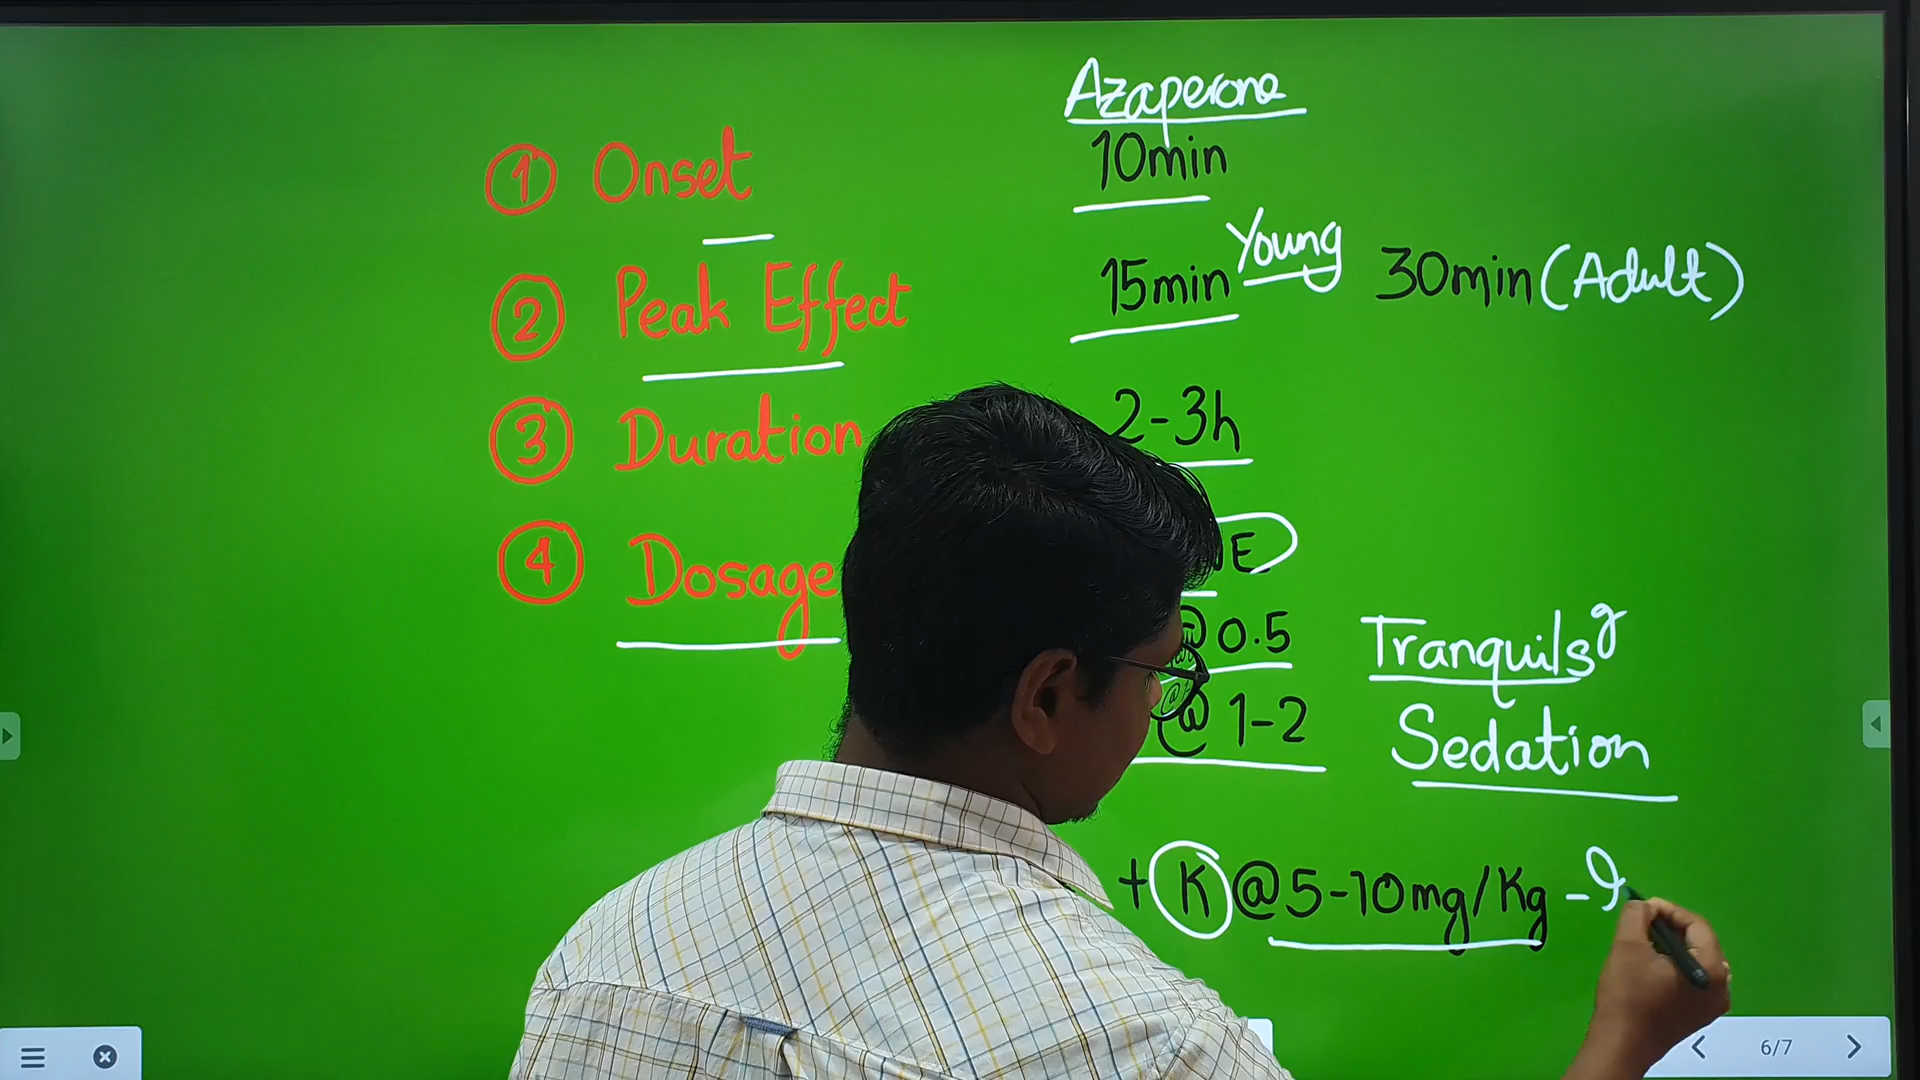 Azaperone
① Onset 10min
② Peak Effect 15min Young 30min (Adult)
③ Duration 2-3h
④ Dosage E
@ 0.5 Tranquils
@ 1-2 Sedation
+ K @ 5-10mg/Kg -
6/7